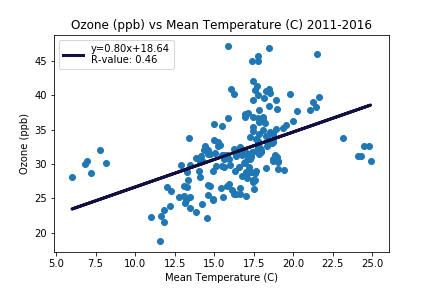 Ozone (ppb) vs Mean Temperature (C) 2011-2016
y=0.80x+18.64
R-value: 0.46
45
40
35
30
25
20
Ozone (ppb)
5.0 7.5 10.0 12.5 15.0 17.5 20.0 22.5 25.0
Mean Temperature (C)